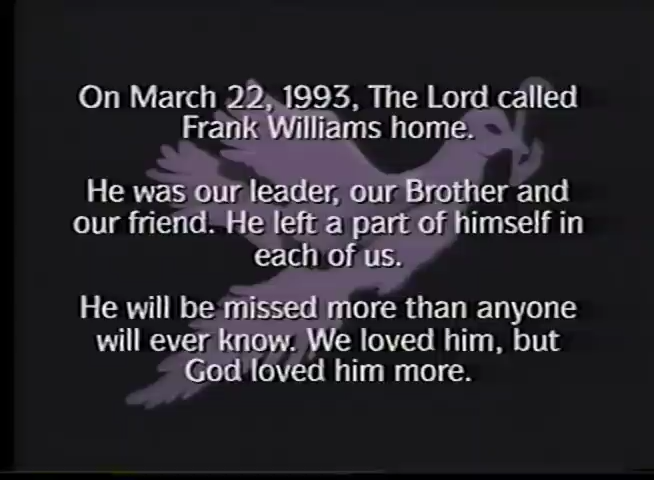 On March 22, 1993, The Lord called
Frank Williams home.
He was our leader, our Brother and
our friend. He left a part of himself in
each of us.
He will be missed more than anyone
will ever know. We loved him, but
God loved him more.